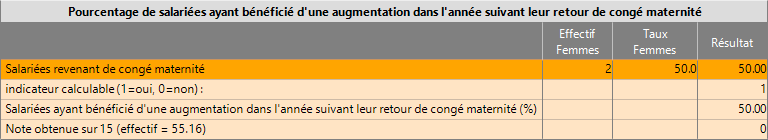 Pourcentage de salariées ayant bénéficié d'une augmentation dans l'année suivant leur retour de congé maternité
Effectif Femmes Taux Femmes Résultat
Salariées revenant de congé maternité 2 50.0 50.00
indicateur calculable (1=oui, 0=non) : 1
Salariées ayant bénéficié d'une augmentation dans l'année suivant leur retour de congé maternité (%) 50.00
Note obtenue sur 15 (effectif = 55.16) 0